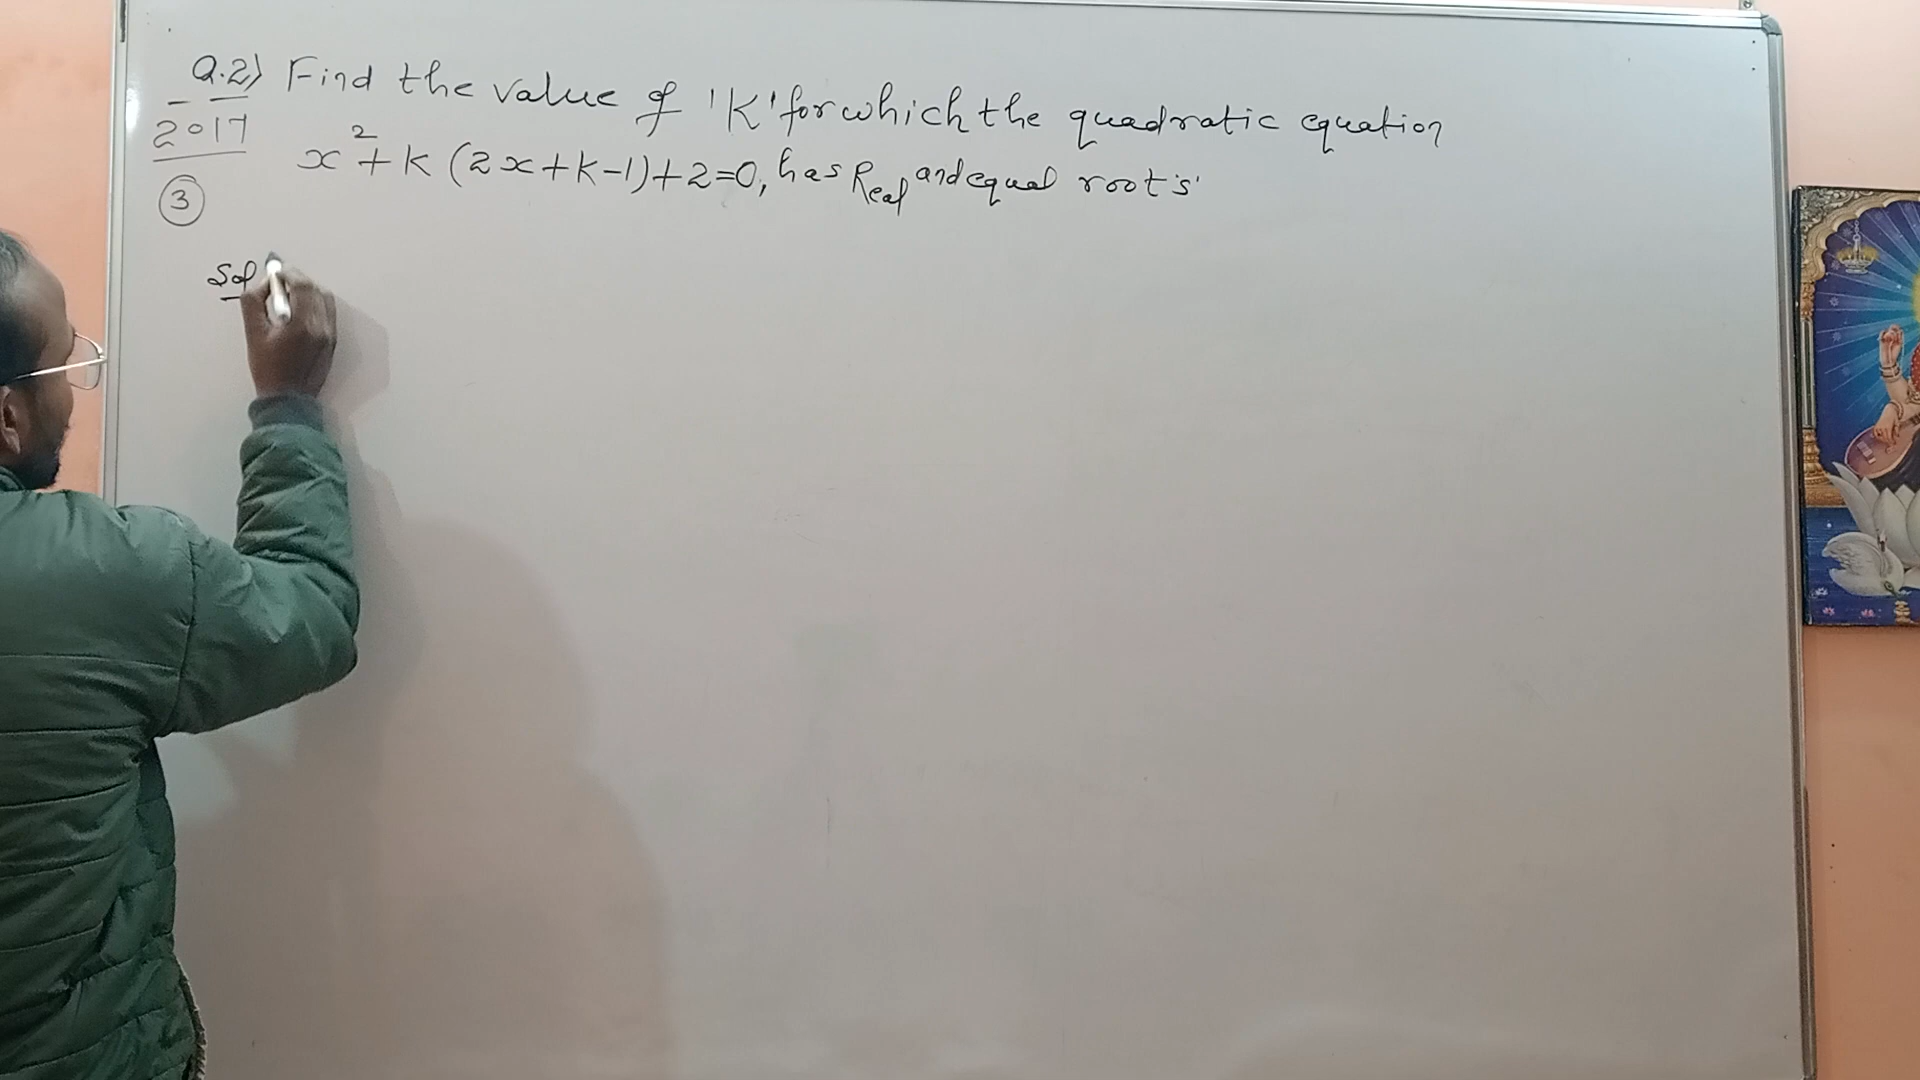 Q.2) Find the value of 'K' for which the quadratic equation
2017
x² + K (2x+K-1)+2=0, has Real and equal root's'
3
Sol